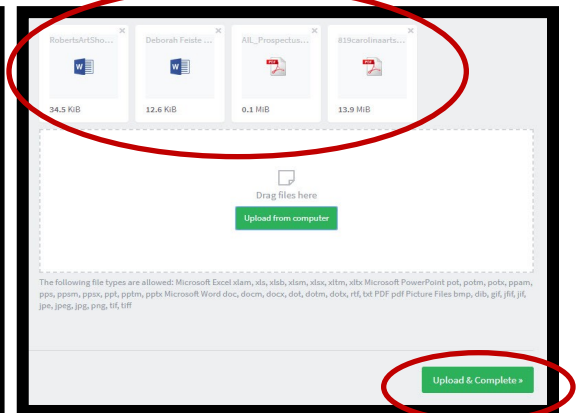 RobertsArtSho... Deborah Feiste ... AIL_Prospectus... 819carolinaarts...
W W PDF PDF
34.5 KiB 12.6 KiB 0.1 MiB 13.9 MiB
Drag files here
Upload from computer
The following file types are allowed: Microsoft Excel xlam, xls, xlsb, xlsm, xlsx, xltm, xltx Microsoft PowerPoint pot, potm, potx, ppam,
pps, ppsm, ppsx, ppt, pptm, pptx Microsoft Word doc, docm, docx, dot, dotm, dotx, rtf, txt PDF pdf Picture Files bmp, dib, gif, jfif, jif,
jpe, jpeg, jpg, png, tif, tiff
Upload & Complete »